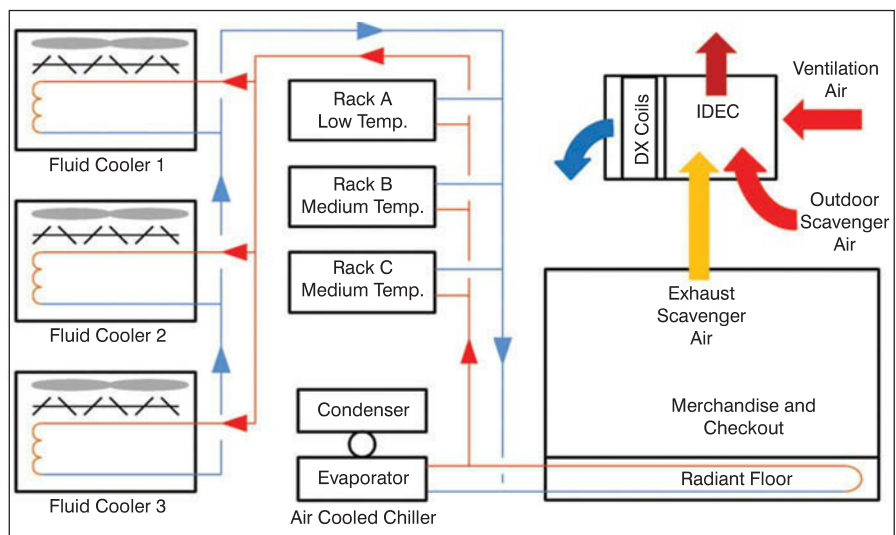 Fluid Cooler 1
Fluid Cooler 2
Fluid Cooler 3
Rack A
Low Temp.
Rack B
Medium Temp.
Rack C
Medium Temp.
Condenser
Evaporator
Air Cooled Chiller
DX Coils
IDEC
Ventilation
Air
Outdoor
Scavenger
Air
Exhaust
Scavenger
Air
Merchandise and
Checkout
Radiant Floor